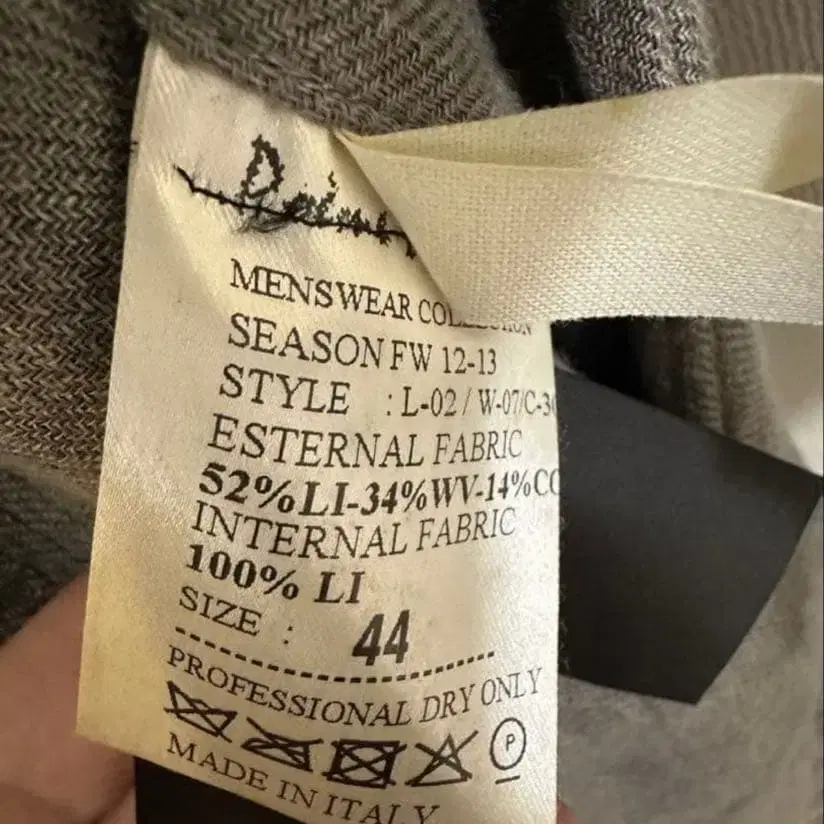 MENSWEAR COLLECTION
SEASON FW 12-13
STYLE : L-02 / W-07/C-3
ESTERNAL FABRIC
52%LI-34%WV-14%CO
INTERNAL FABRIC
100% LI
SIZE : 44
PROFESSIONAL DRY ONLY
P
MADE IN ITALY